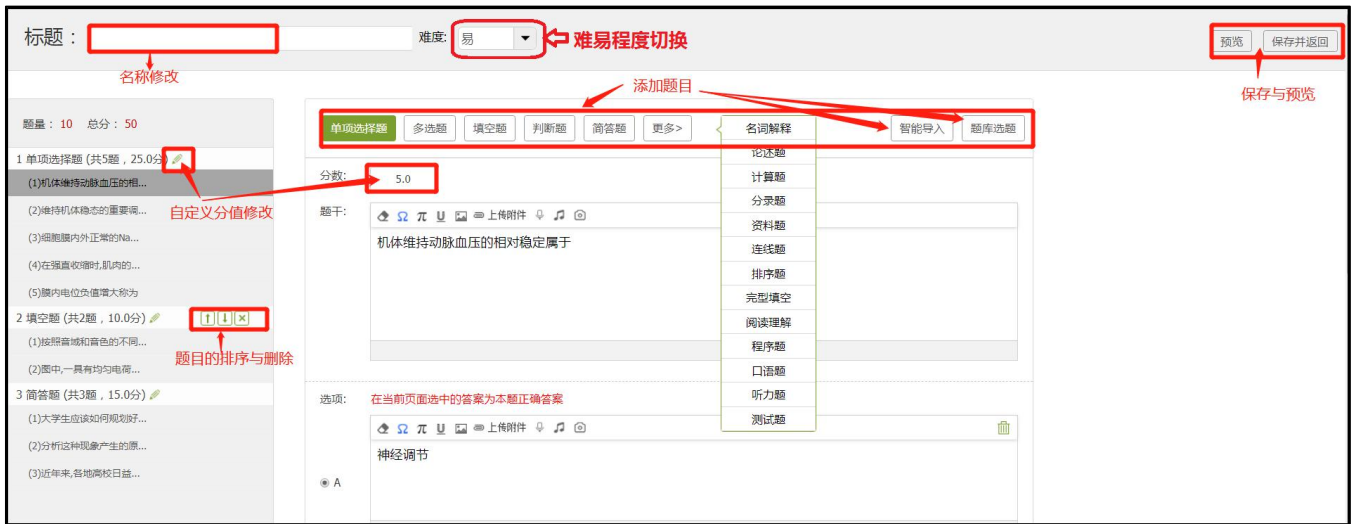 标题： 难度: 易 难易程度切换 预览 保存并返回
名称修改 添加题目 保存与预览
题量：10 总分：50
单项选择题 多选题 填空题 判断题 简答题 更多> 名词解释 智能导入 题库选题
论述题
计算题
分录题
资料题
连线题
排序题
完型填空
阅读理解
程序题
口语题
听力题
测试题
1 单项选择题 (共5题，25.0分)
(1)机体维持动脉血压的相...
(2)维持机体稳态的重要调...
(3)细胞膜内外正常的Na...
(4)在强直收缩时,肌肉的...
(5)膜内电位负值增大称为
自定义分值修改
2 填空题 (共2题，10.0分)
(1)按照音域和音色的不同...
(2)图中,一具有均匀电荷...
题目的排序与删除
3 简答题 (共3题，15.0分)
(1)大学生应该如何规划好...
(2)分析这种现象产生的原...
(3)近年来,各地高校日益...
分数: 5.0
题干: Ω π U 上传附件
机体维持动脉血压的相对稳定属于
选项: 在当前页面选中的答案为本题正确答案
Ω π U 上传附件
神经调节
A